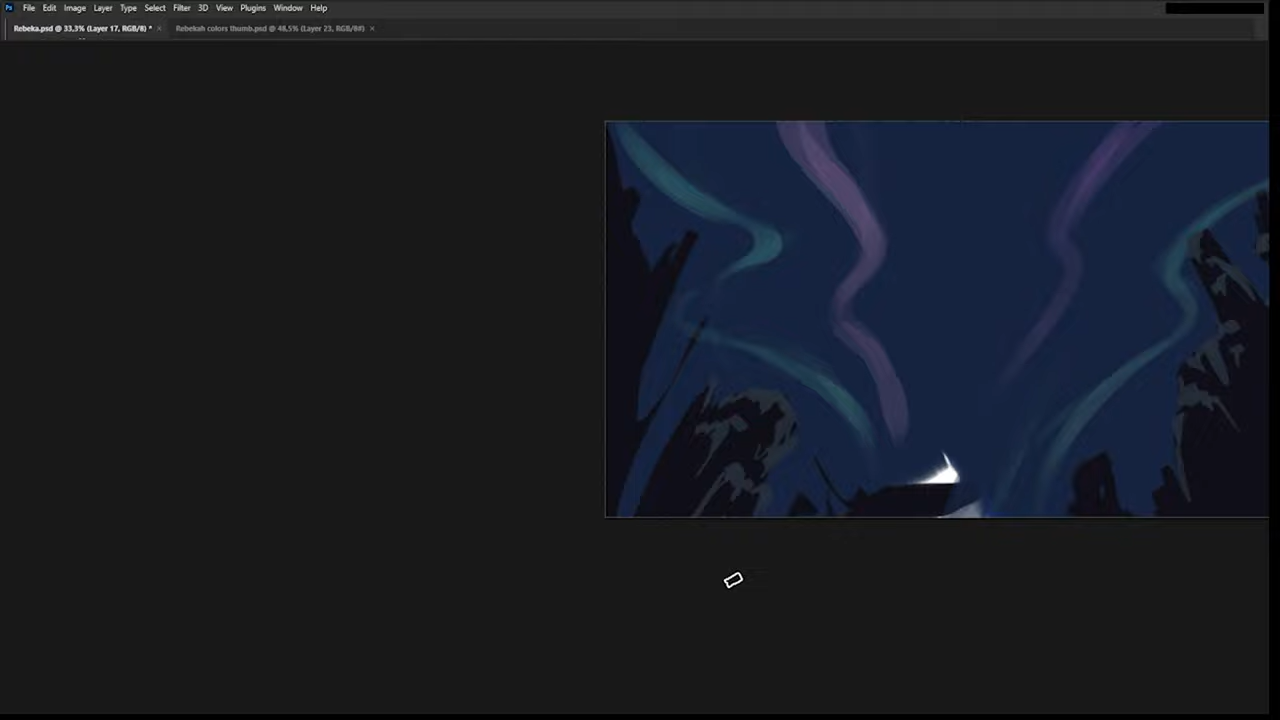 Ps File Edit Image Layer Type Select Filter 3D View Plugins Window Help
Rebeka.psd @ 33,3% (Layer 17, RGB/8) * × Rebekah colors thumb.psd @ 48,5% (Layer 23, RGB/8#) ×